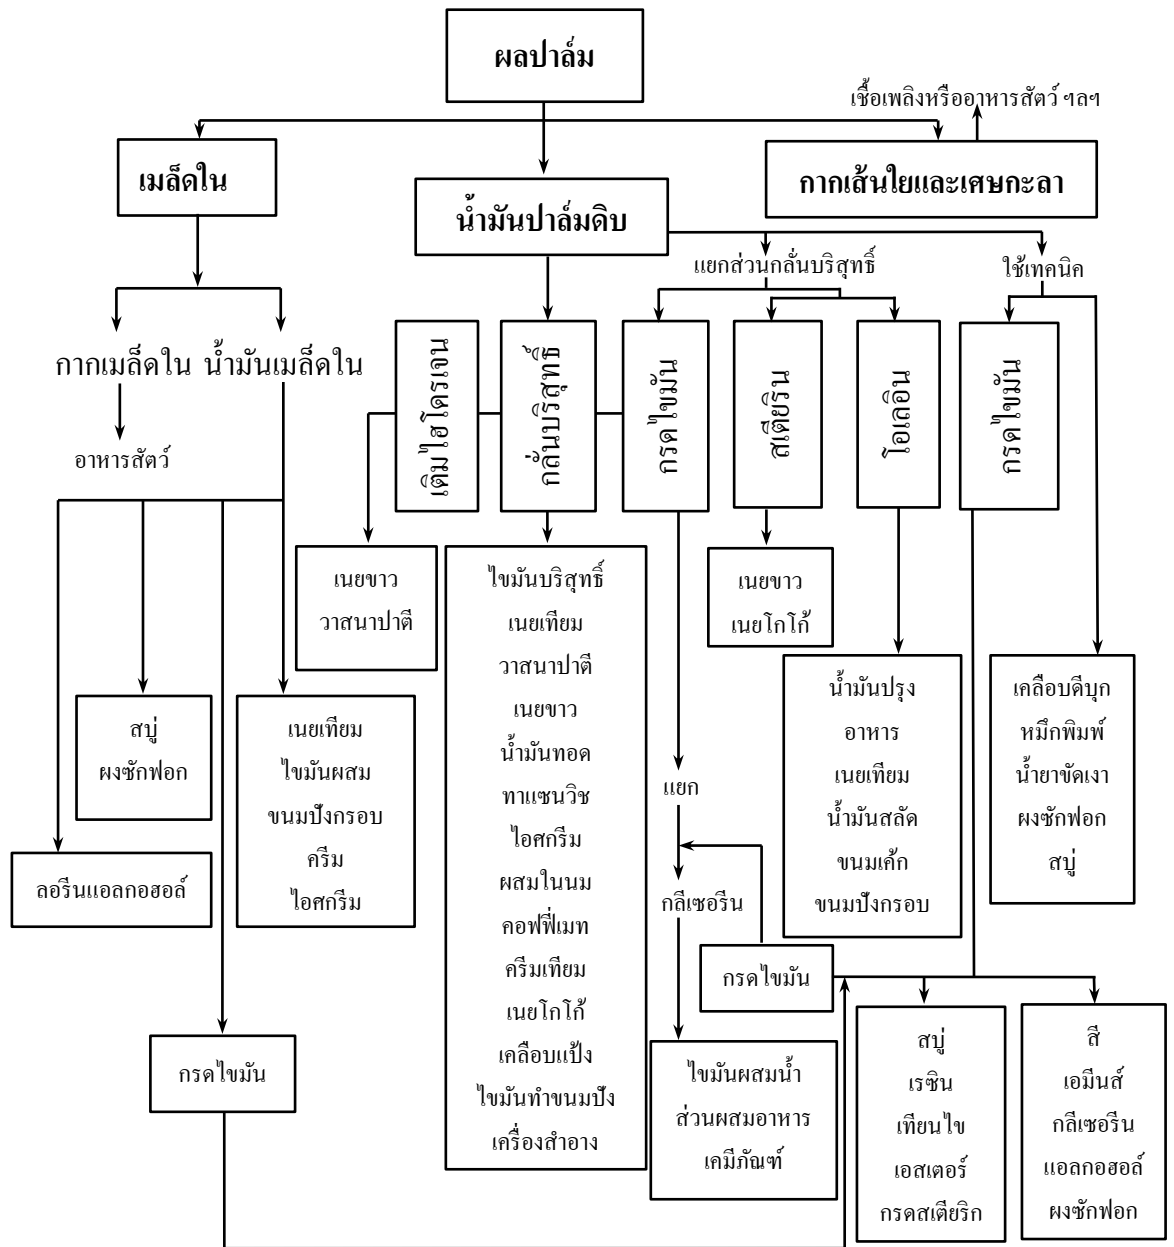 ผลปาล์ม
เชื้อเพลิงหรืออาหารสัตว์ ฯลฯ
เมล็ดใน
กากเส้นใยและเศษกะลา
น้ำมันปาล์มดิบ
แยกส่วนกลั่นบริสุทธิ์
ใช้เทคนิค
กากเมล็ดใน
น้ำมันเมล็ดใน
เติมไฮโดรเจน
กลั่นบริสุทธิ์
กรดไขมัน
สเตียริน
โอเลอิน
กรดไขมัน
อาหารสัตว์
เนยขาว
วาสนาปาตี
ไขมันบริสุทธิ์
เนยเทียม
วาสนาปาตี
เนยขาว
น้ำมันทอด
ทาแซนวิช
ไอศกรีม
ผสมในนม
คอฟฟี่เมท
ครีมเทียม
เนยโกโก้
เคลือบแป้ง
ไขมันทำขนมปัง
เครื่องสำอาง
เนยขาว
เนยโกโก้
น้ำมันปรุง
อาหาร
เนยเทียม
น้ำมันสลัด
ขนมเค้ก
ขนมปังกรอบ
เคลือบดีบุก
หมึกพิมพ์
น้ำยาขัดเงา
ผงซักฟอก
สบู่
สบู่
ผงซักฟอก
เนยเทียม
ไขมันผสม
ขนมปังกรอบ
ครีม
ไอศกรีม
แยก
ลอรีนแอลกอฮอล์
กลีเซอรีน
กรดไขมัน
กรดไขมัน
ไขมันผสมน้ำ
ส่วนผสมอาหาร
เคมีภัณฑ์
สบู่
เรซิน
เทียนไข
เอสเตอร์
กรดสเตียริก
สี
เอมีนส์
กลีเซอรีน
แอลกอฮอล์
ผงซักฟอก